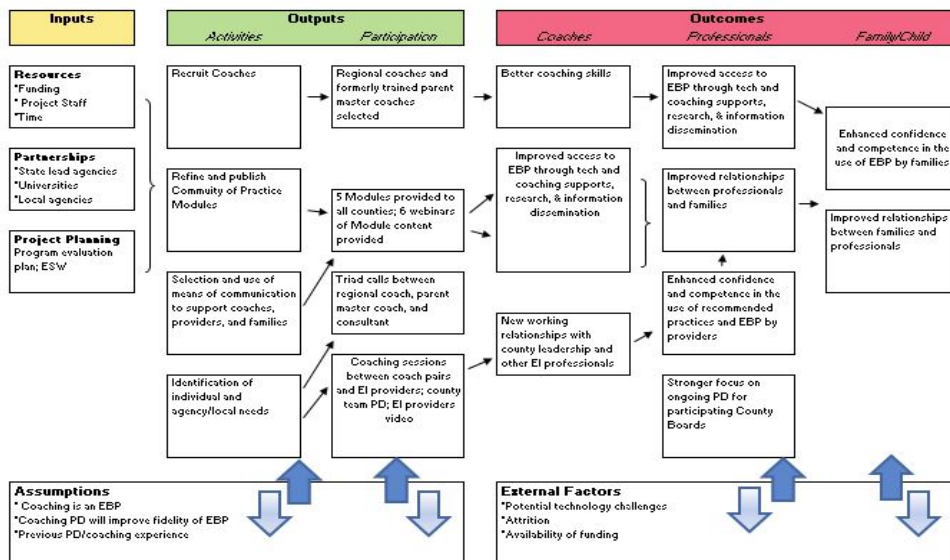 Inputs
Outputs
Activities
Participation
Outcomes
Coaches
Professionals
Family/Child
Resources
*Funding
* Project Staff
*Time
Partnerships
*State lead agencies
*Universities
*Local agencies
Project Planning
Program evaluation
plan; ESW
Recruit Coaches
Refine and publish
Commuity of Practice
Modules
Selection and use of
means of communication
to support coaches,
providers, and families
Identification of
individual and
agency/local needs
Regional coaches and
formerly trained parent
master coaches
selected
5 Modules provided to
all counties; 6 webinars
of Module content
provided
Triad calls between
regional coach, parent
master coach, and
consultant
Coaching sessions
between coach pairs
and EI providers; county
team PD; EI providers
video
Better coaching skills
Improved access to
EBP through tech and
coaching supports,
research, & information
dissemination
New working
relationships with
county leadership and
other EI professionals
Improved access to
EBP through tech and
coaching supports,
research, & information
dissemination
Improved relationships
between professionals
and families
Enhanced confidence
and competence in the
use of recommended
practices and EBP by
providers
Stronger focus on
ongoing PD for
participating County
Boards
Enhanced confidence
and competence in the
use of EBP by families
Improved relationships
between families and
professionals
Assumptions
* Coaching is an EBP
*Coaching PD will improve fidelity of EBP
*Previous PD/coaching experience
External Factors
*Potential technology challenges
*Attrition
*Availability of funding